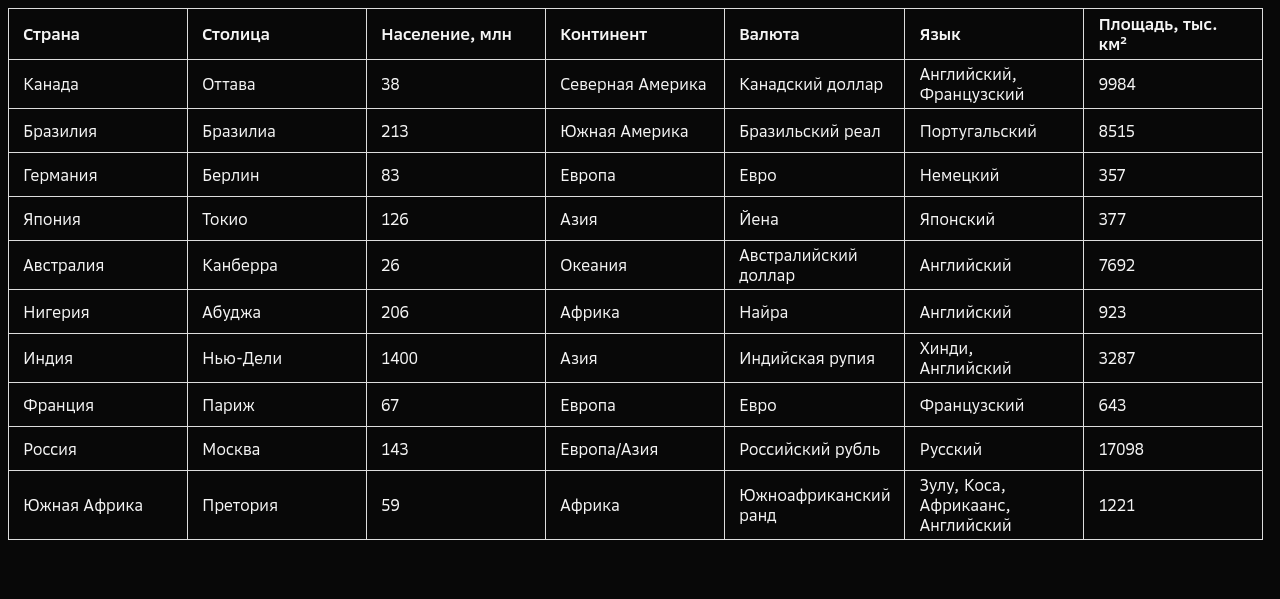 Страна Столица Население, млн Континент Валюта Язык Площадь, тыс. км²
Канада Оттава 38 Северная Америка Канадский доллар Английский, Французский 9984
Бразилия Бразилиа 213 Южная Америка Бразильский реал Португальский 8515
Германия Берлин 83 Европа Евро Немецкий 357
Япония Токио 126 Азия Йена Японский 377
Австралия Канберра 26 Океания Австралийский доллар Английский 7692
Нигерия Абуджа 206 Африка Найра Английский 923
Индия Нью-Дели 1400 Азия Индийская рупия Хинди, Английский 3287
Франция Париж 67 Европа Евро Французский 643
Россия Москва 143 Европа/Азия Российский рубль Русский 17098
Южная Африка Претория 59 Африка Южноафриканский ранд Зулу, Коса, Африкаанс, Английский 1221